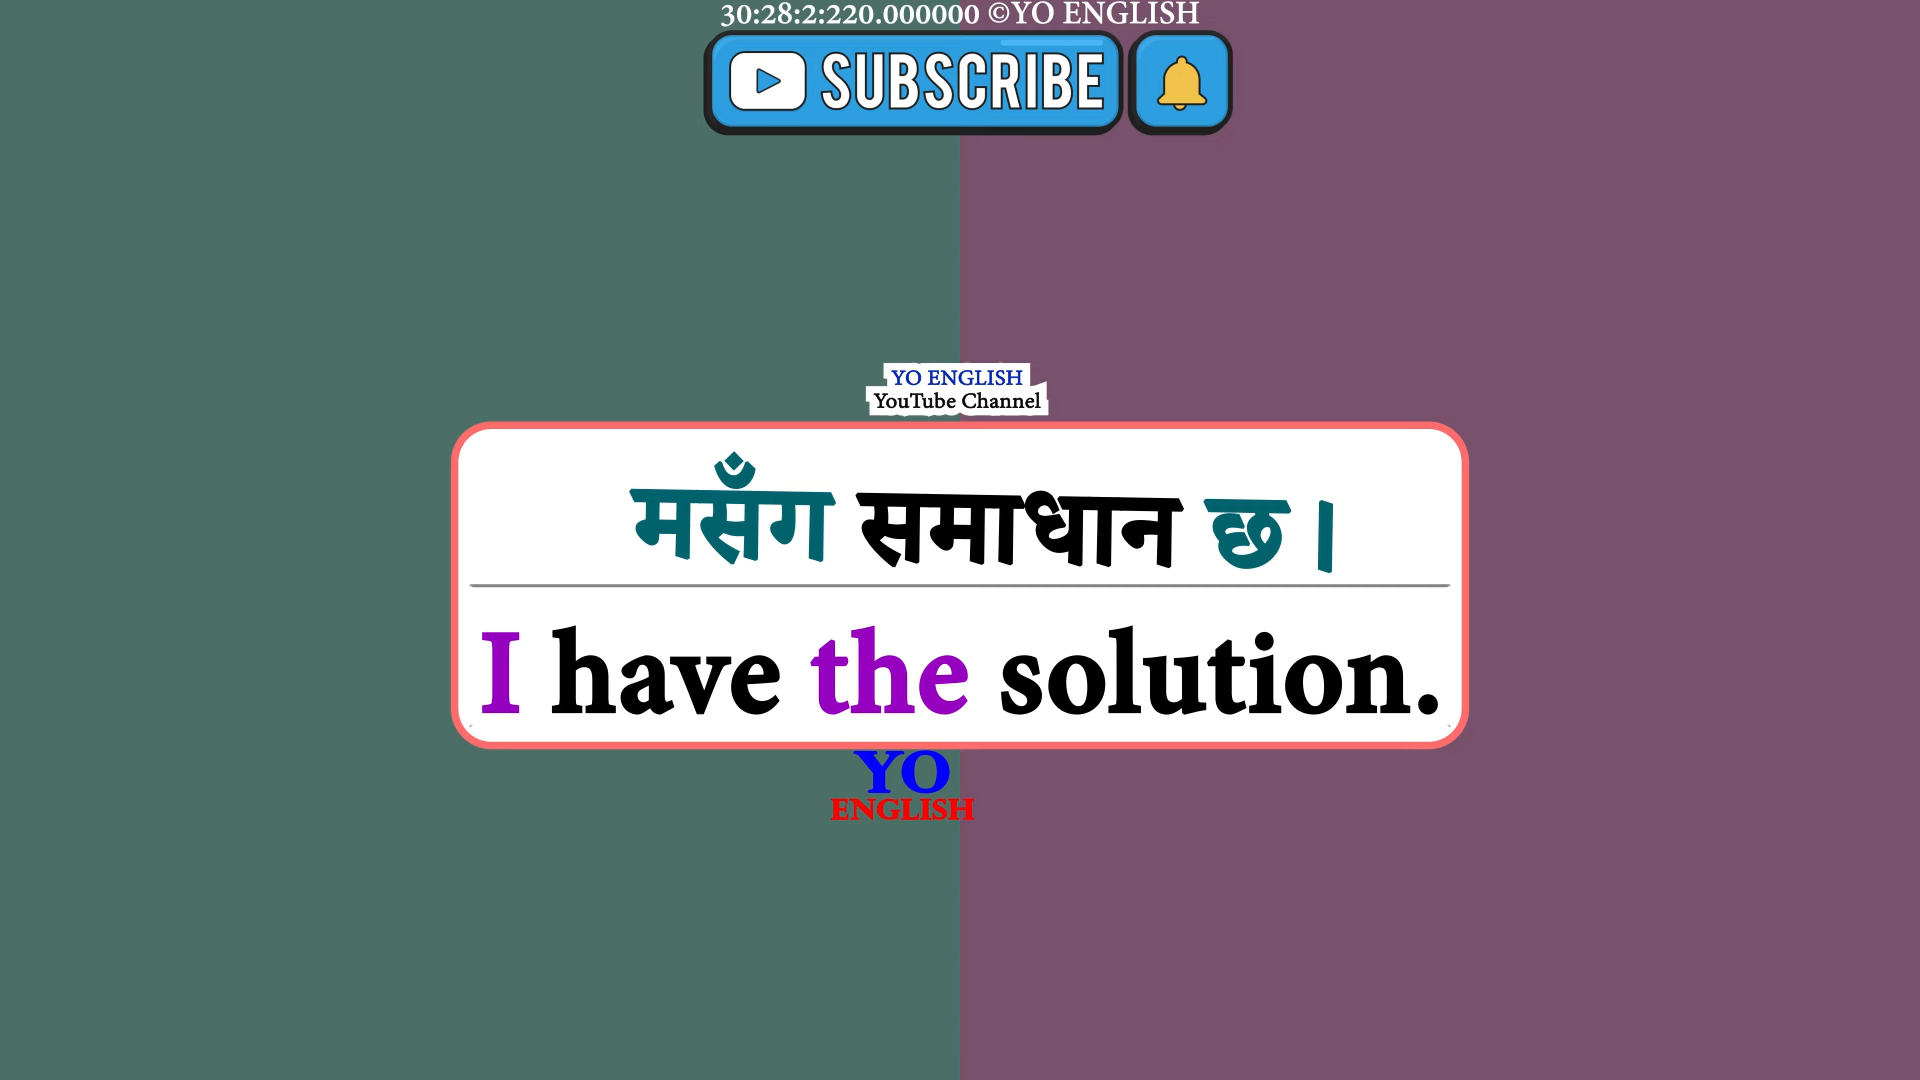 30:28:2:220.000000 ©YO ENGLISH
SUBSCRIBE
YO ENGLISH
YouTube Channel
मसँग समाधान छ।
I have the solution.
YO
ENGLISH